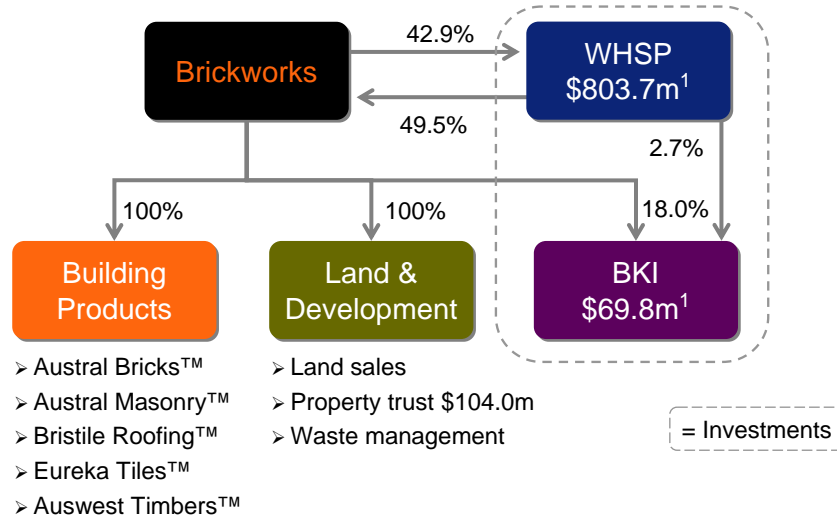 42.9%
Brickworks
WHSP
$803.7m¹
49.5%
2.7%
100%
100%
18.0%
Building
Products
Land &
Development
BKI
$69.8m¹
➢ Austral Bricks™
➢ Austral Masonry™
➢ Bristile Roofing™
➢ Eureka Tiles™
➢ Auswest Timbers™
➢ Land sales
➢ Property trust $104.0m
➢ Waste management
= Investments